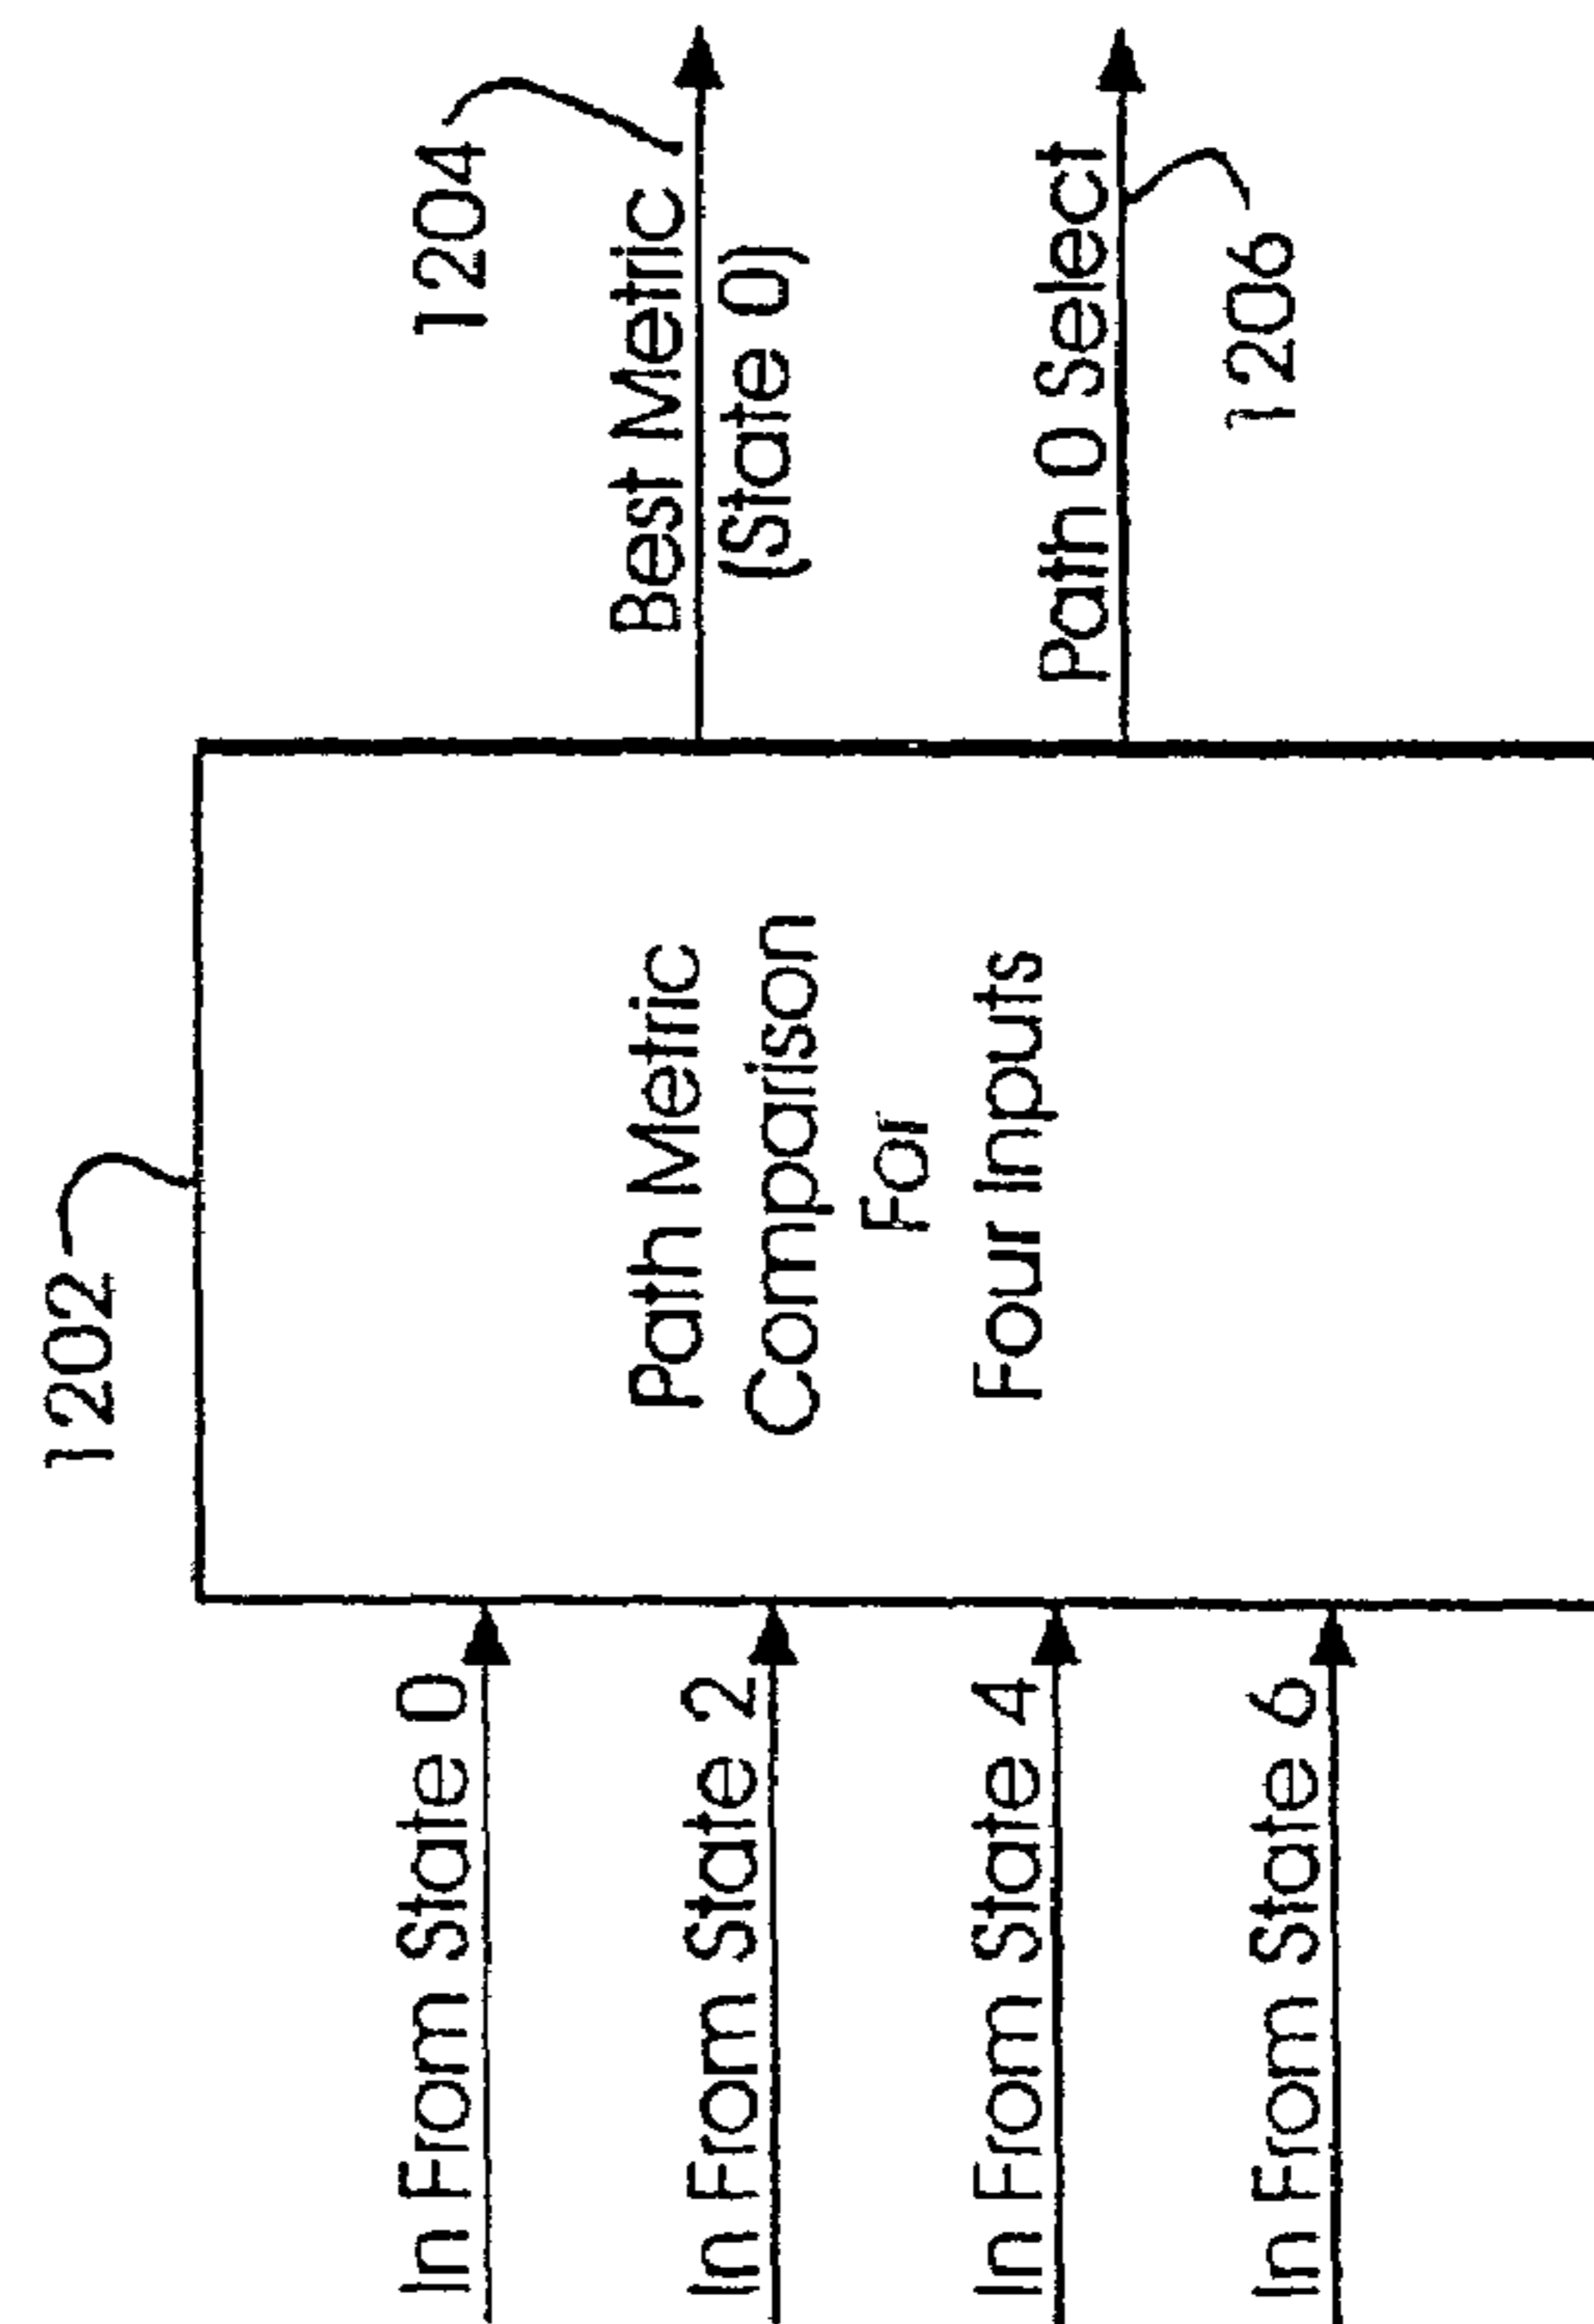 1202
1204
Best Metric
(State 0)
Path 0 Select
1206
Path Metric
Comparison
For
Four Inputs
In From State 0
In From State 2
In From State 4
In From State 6